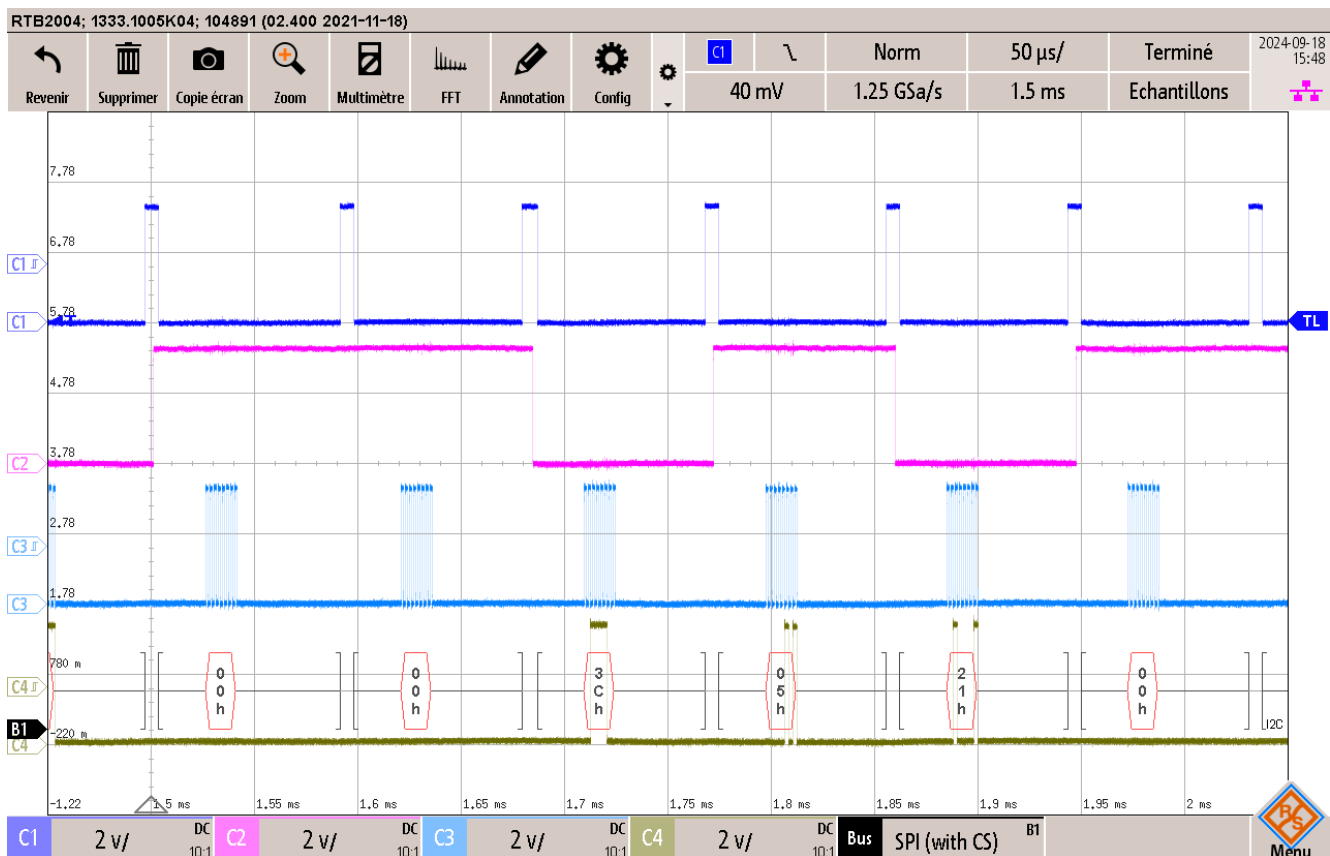 RTB2004; 1333.1005K04; 104891 (02.400 2021-11-18)
Revenir
Supprimer
Copie écran
Zoom
Multimètre
FFT
Annotation
Config
C1
Norm
50 µs/
Terminé
40 mV
1.25 GSa/s
1.5 ms
Echantillons
2024-09-18
15:48
7.78
6.78
C1
5.78
C1
TL
4.78
3.78
C2
2.78
C3
1.78
C3
780 m
C4
00h
00h
3Ch
05h
21h
00h
B1
-220 m
I2C
C4
-1.22
1.5 ms
1.55 ms
1.6 ms
1.65 ms
1.7 ms
1.75 ms
1.8 ms
1.85 ms
1.9 ms
1.95 ms
2 ms
C1
2 V/
DC
10:1
C2
2 V/
DC
10:1
C3
2 V/
DC
10:1
C4
2 V/
DC
10:1
Bus
SPI (with CS)
B1
R&S
Menu